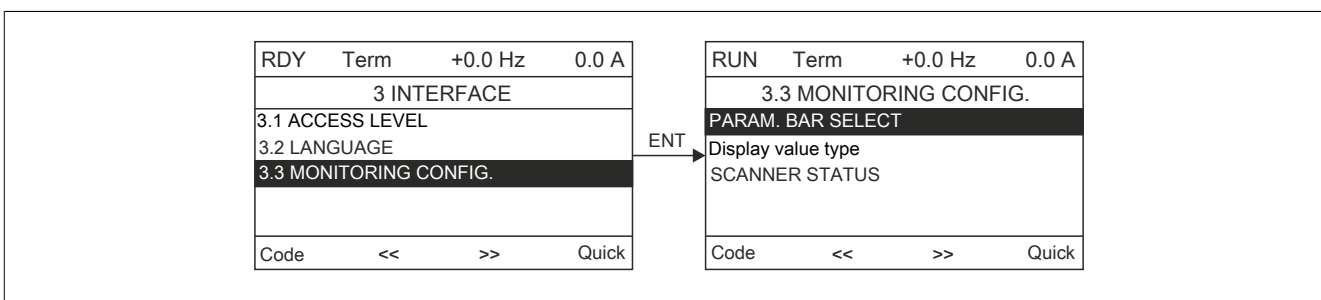 RDY Term +0.0 Hz 0.0 A
3 INTERFACE
3.1 ACCESS LEVEL
3.2 LANGUAGE
3.3 MONITORING CONFIG.
Code << >> Quick
ENT
RUN Term +0.0 Hz 0.0 A
3.3 MONITORING CONFIG.
PARAM. BAR SELECT
Display value type
SCANNER STATUS
Code << >> Quick